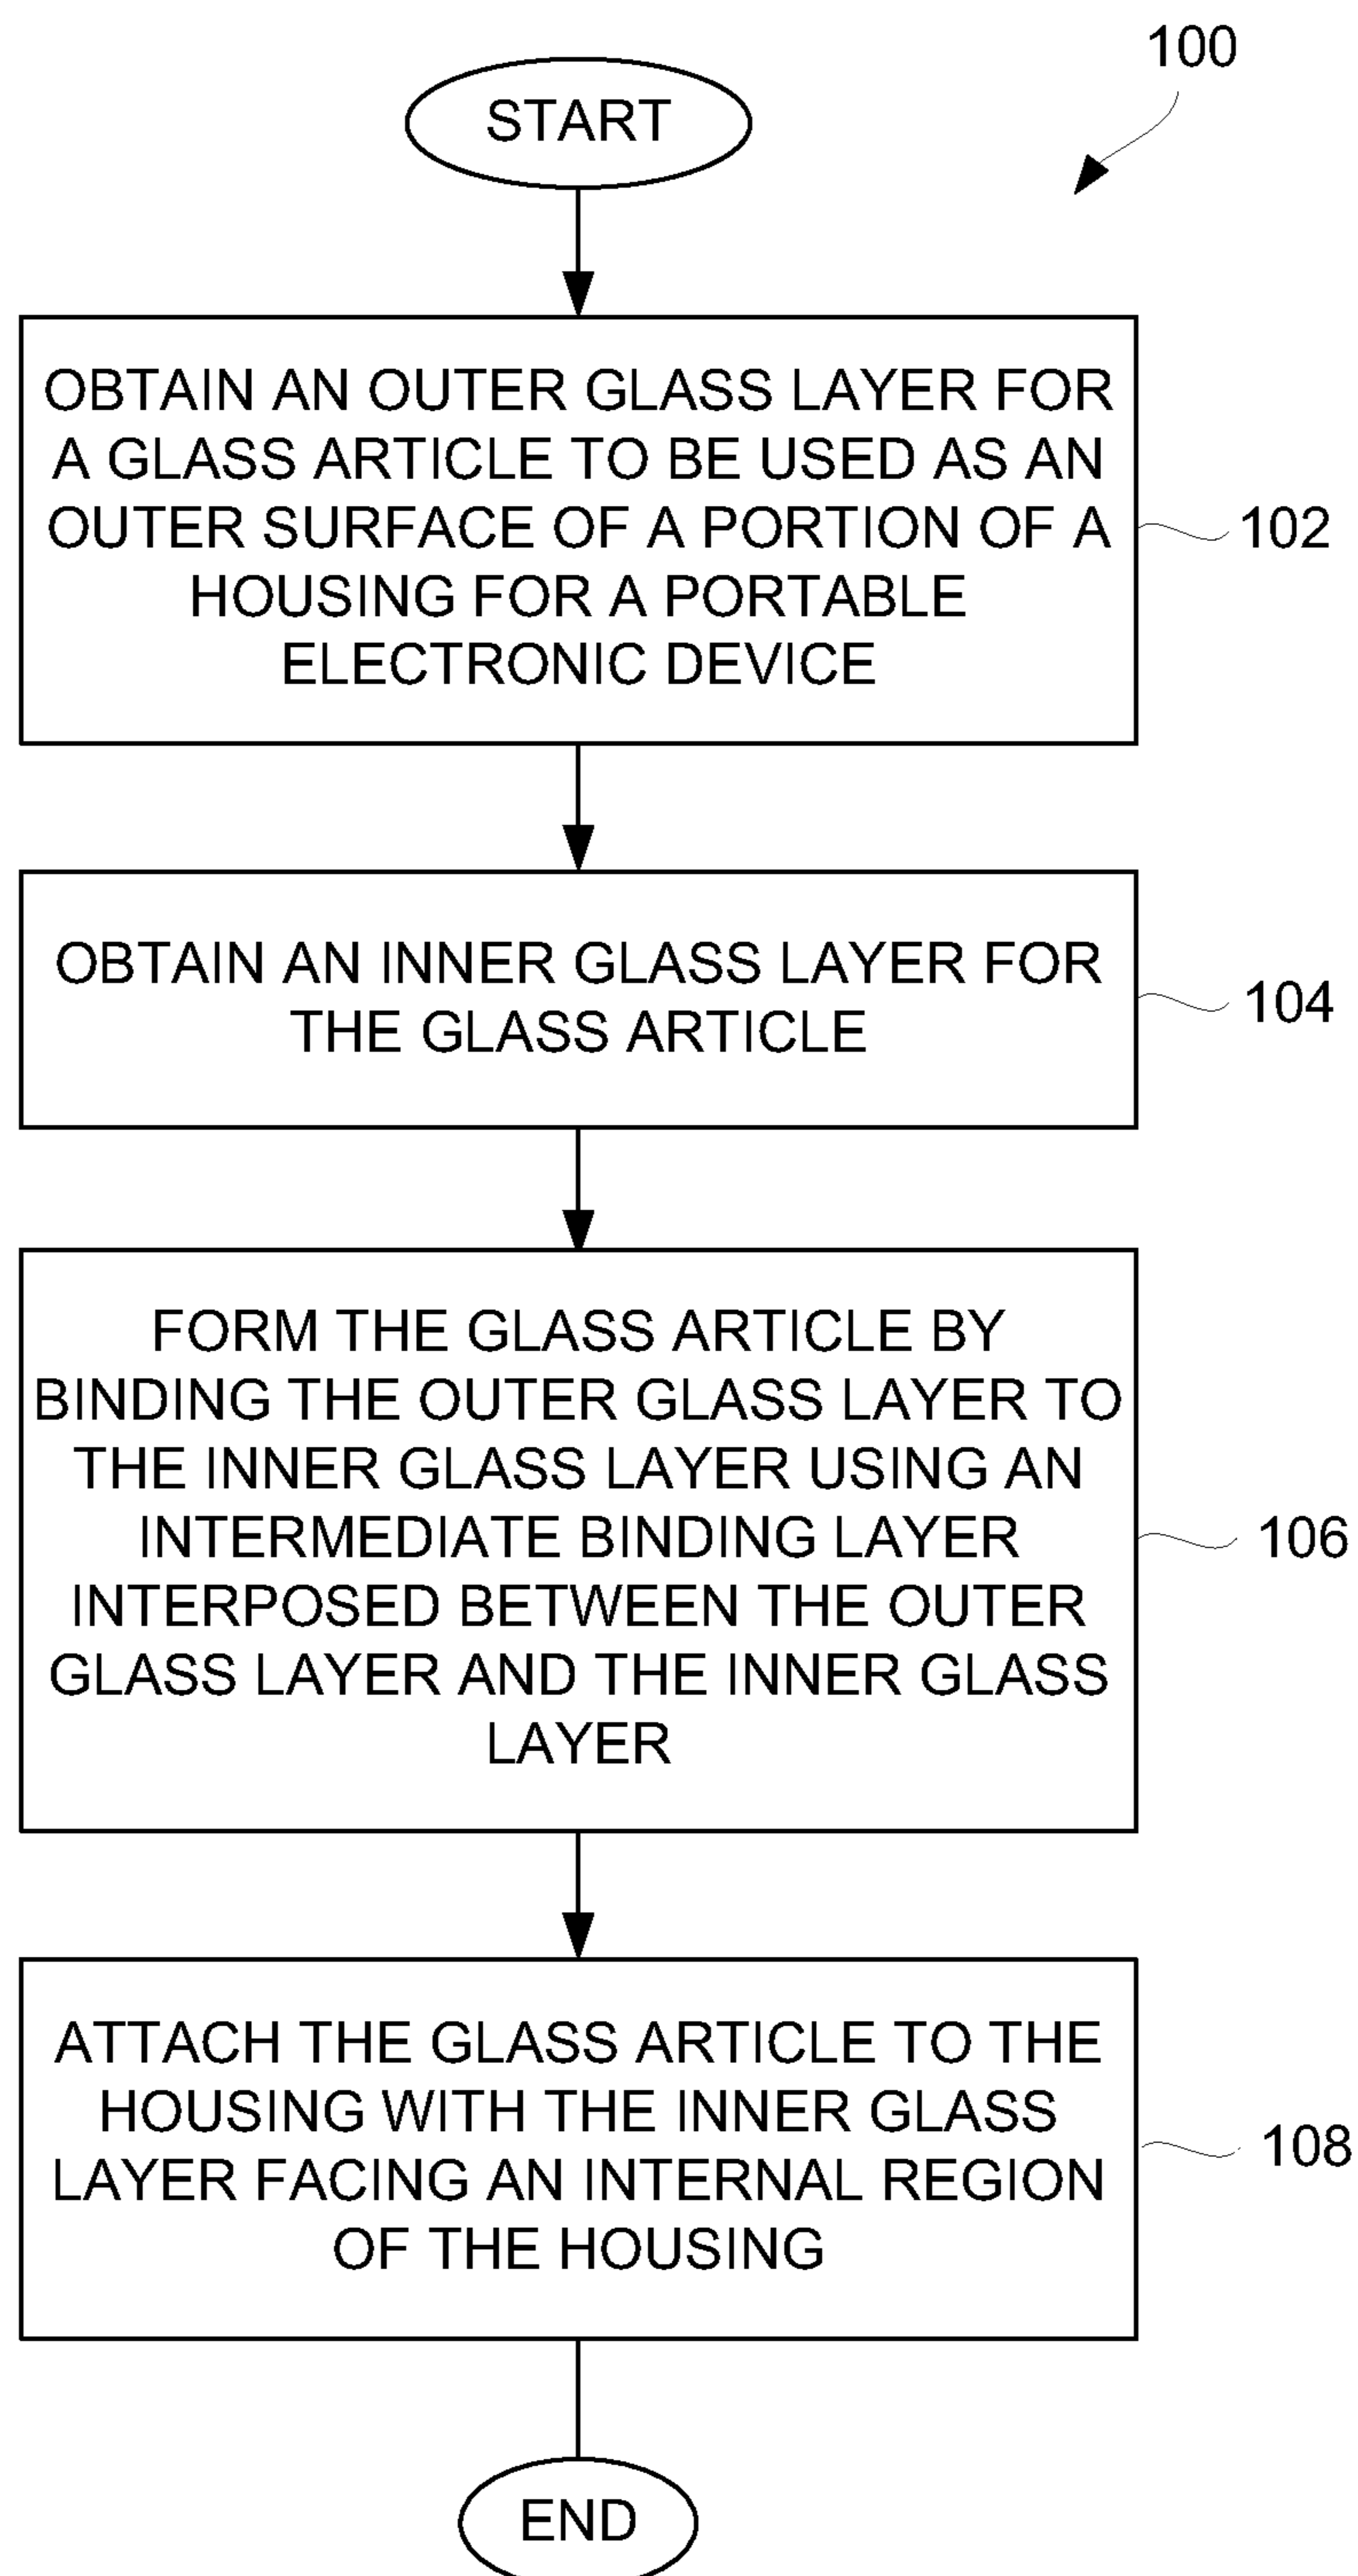 100
START
OBTAIN AN OUTER GLASS LAYER FOR
A GLASS ARTICLE TO BE USED AS AN
OUTER SURFACE OF A PORTION OF A
HOUSING FOR A PORTABLE
ELECTRONIC DEVICE
102
OBTAIN AN INNER GLASS LAYER FOR
THE GLASS ARTICLE
104
FORM THE GLASS ARTICLE BY
BINDING THE OUTER GLASS LAYER TO
THE INNER GLASS LAYER USING AN
INTERMEDIATE BINDING LAYER
INTERPOSED BETWEEN THE OUTER
GLASS LAYER AND THE INNER GLASS
LAYER
106
ATTACH THE GLASS ARTICLE TO THE
HOUSING WITH THE INNER GLASS
LAYER FACING AN INTERNAL REGION
OF THE HOUSING
108
END